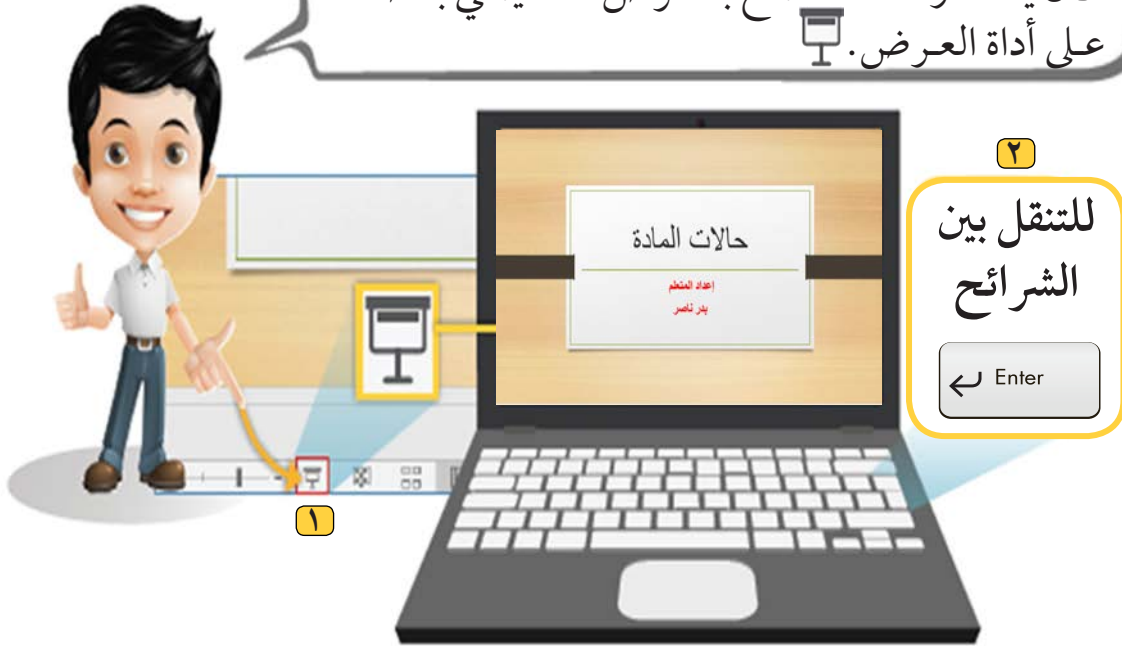 على أداة العرض.
٢
للتنقل بين
الشرائح
Enter
حالات المادة
إعداد المتعلم
بدر ناصر
١